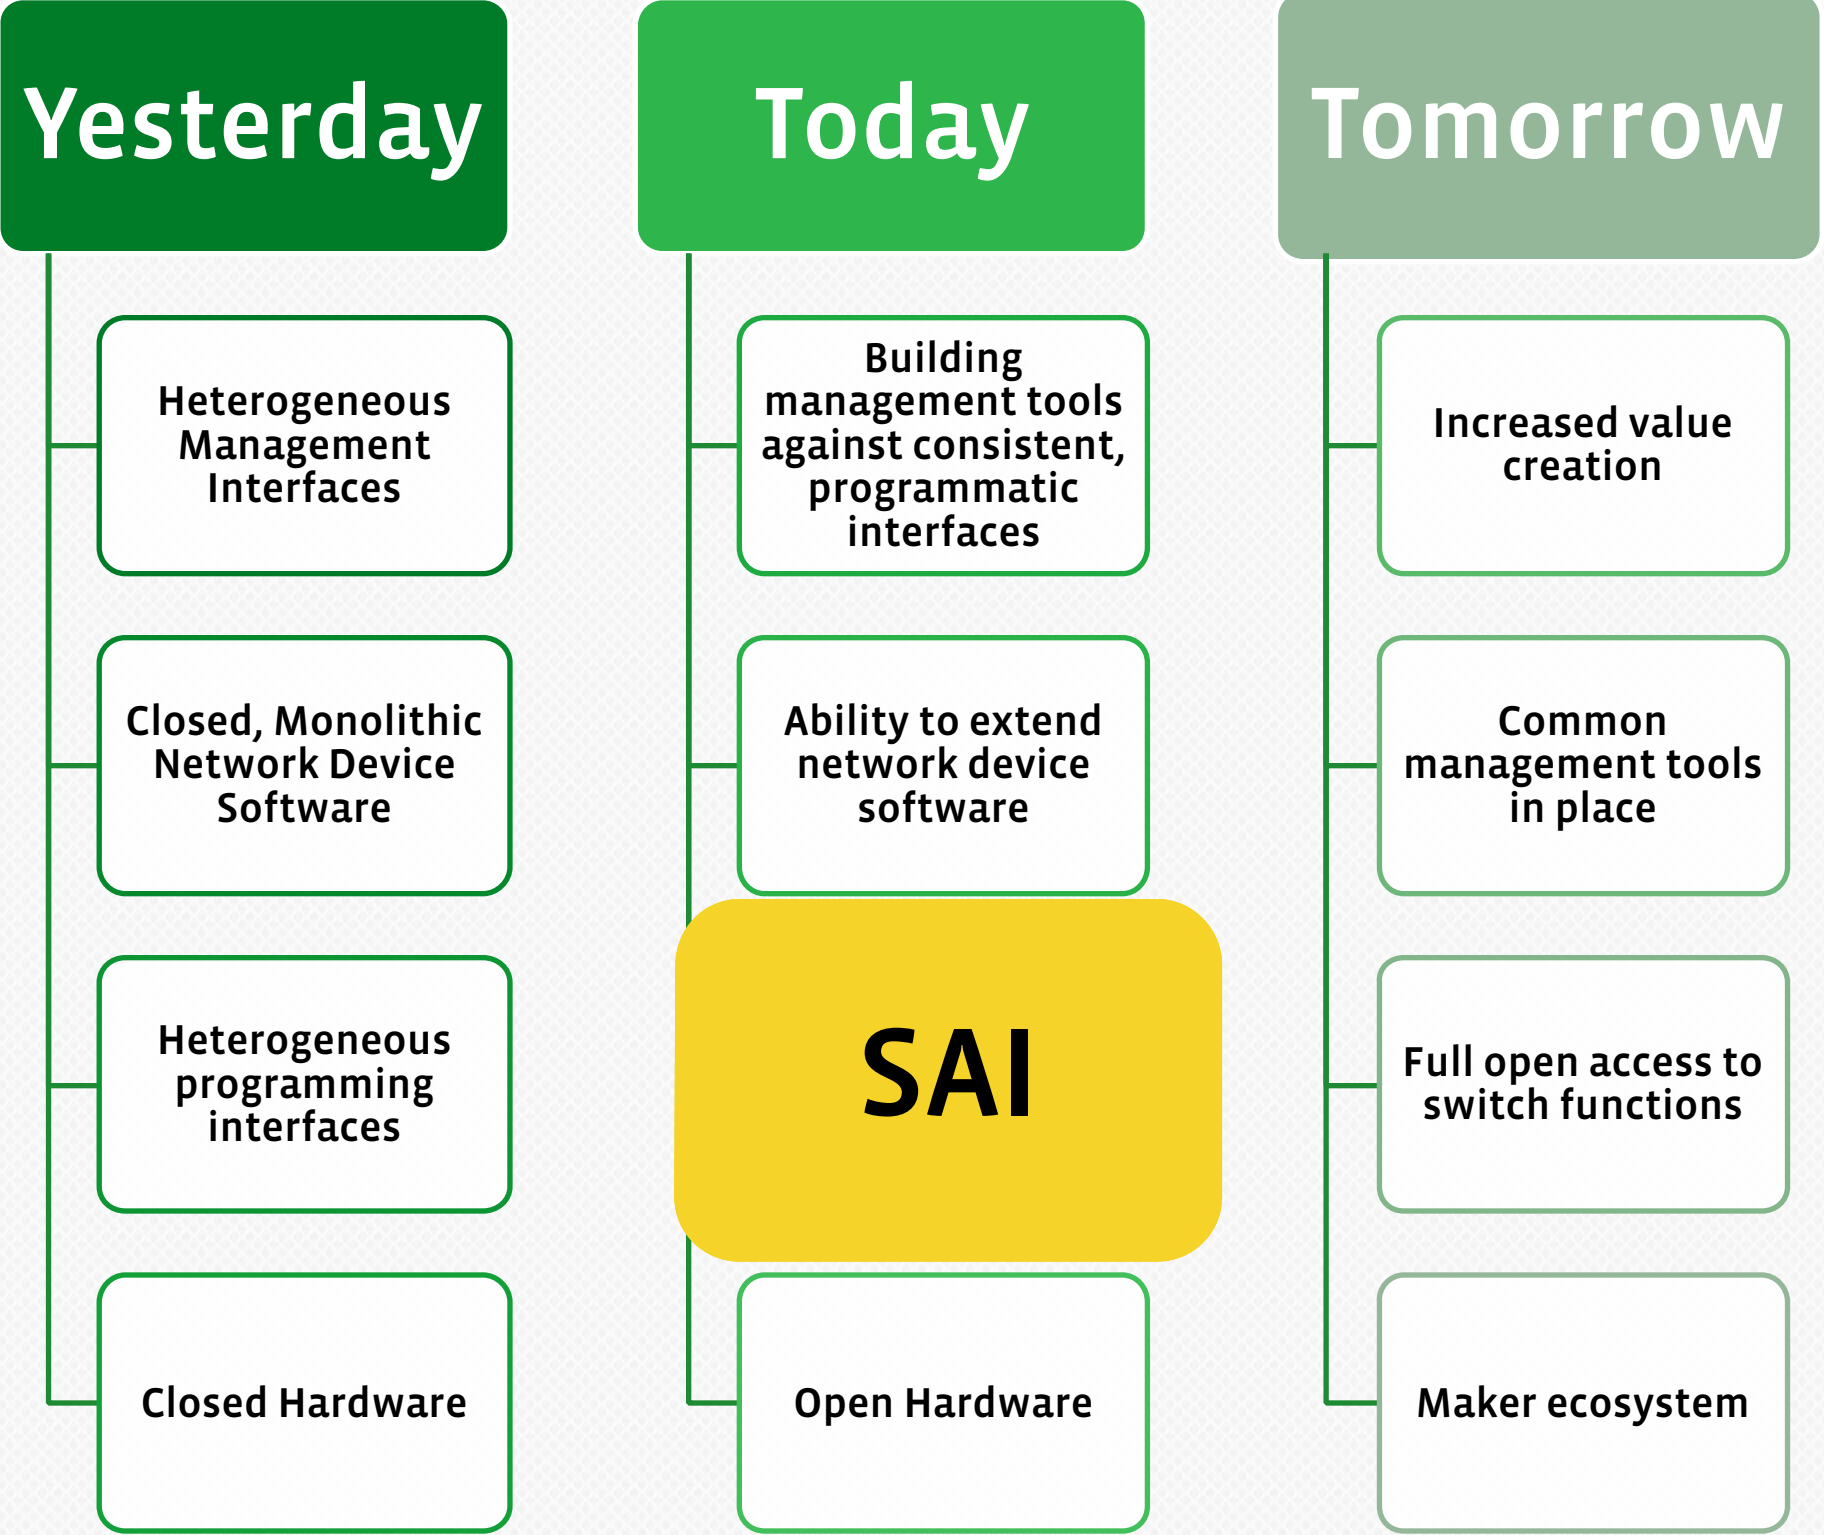 Yesterday
Heterogeneous
Management
Interfaces
Closed, Monolithic
Network Device
Software
Heterogeneous
programming
interfaces
Closed Hardware
Today
Building
management tools
against consistent,
programmatic
interfaces
Ability to extend
network device
software
SAI
Open Hardware
Tomorrow
Increased value
creation
Common
management tools
in place
Full open access to
switch functions
Maker ecosystem